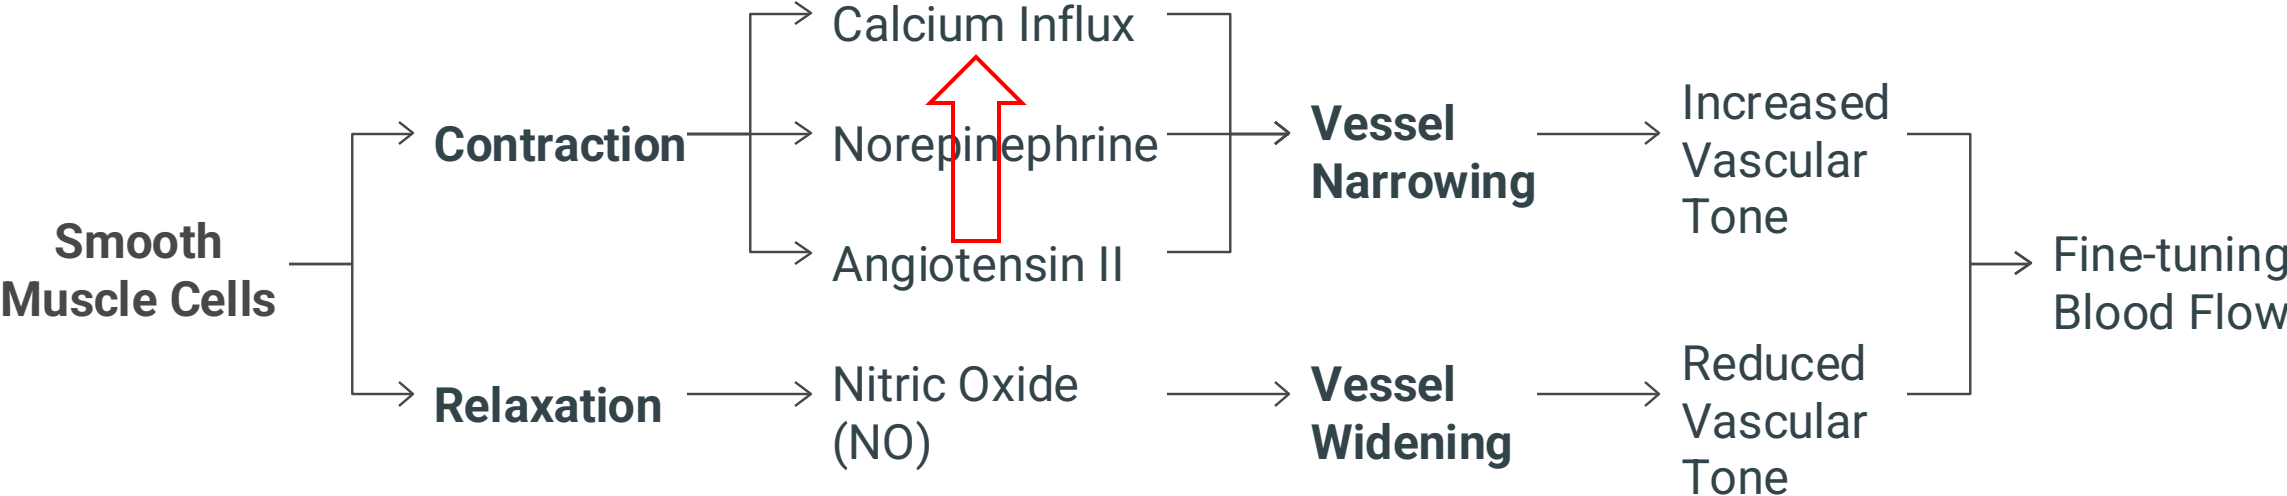 Smooth
Muscle Cells
Contraction
Relaxation
Calcium Influx
Norepinephrine
Angiotensin II
Nitric Oxide
(NO)
Vessel
Narrowing
Vessel
Widening
Increased
Vascular
Tone
Reduced
Vascular
Tone
Fine-tuning
Blood Flow